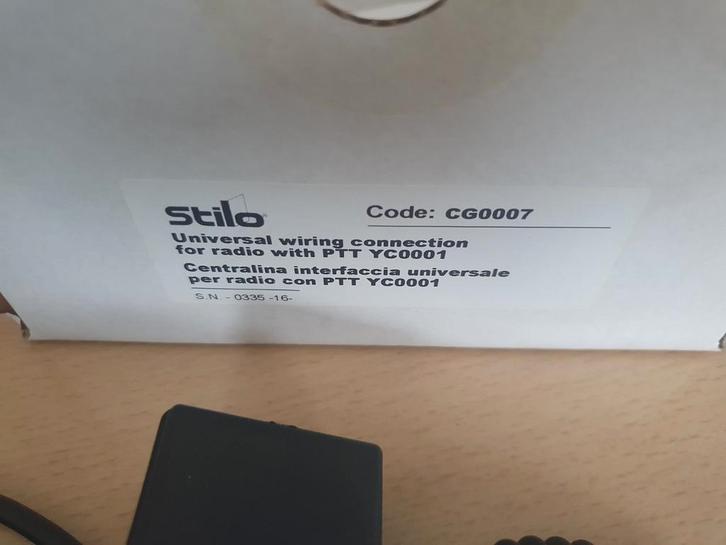 Stilo
Code: CG0007
Universal wiring connection
for radio with PTT YC0001
Centralina interfaccia universale
per radio con PTT YC0001
S.N. - 0335 -16-